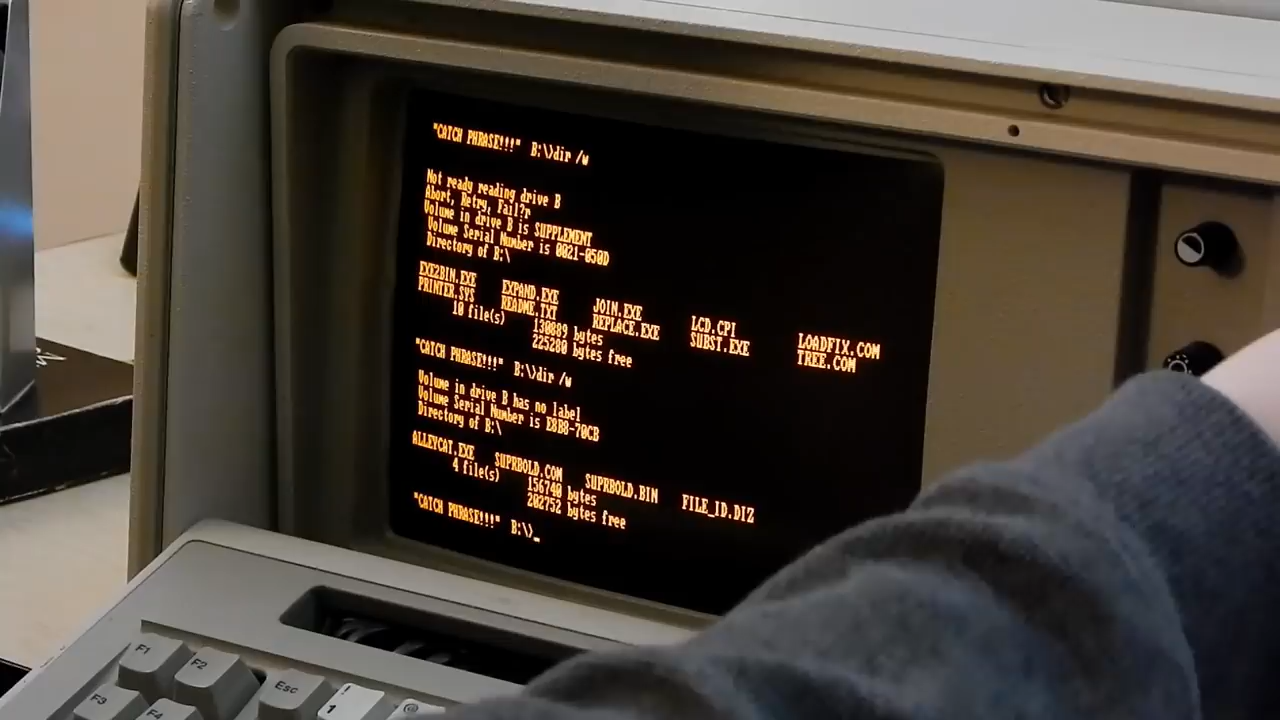 "CATCH PHRASE!!!" B:\>dir /w
Not ready reading drive B
Abort, Retry, Fail?r
Volume in drive B is SUPPLEMENT
Volume Serial Number is 0021-050D
Directory of B:\
EXE2BIN.EXE EXPAND.EXE JOIN.EXE LCD.CPI LOADFIX.COM
PRINTER.SYS README.TXT REPLACE.EXE SUBST.EXE TREE.COM
10 file(s) 130889 bytes
225280 bytes free
"CATCH PHRASE!!!" B:\>dir /w
Volume in drive B has no label
Volume Serial Number is E8B8-70CB
Directory of B:\
ALLEYCAT.EXE SUPRBOLD.COM SUPRBOLD.BIN FILE_ID.DIZ
4 file(s) 156740 bytes
202752 bytes free
"CATCH PHRASE!!!" B:\>_
F1 F2 Esc ! 1 @
F3 F4